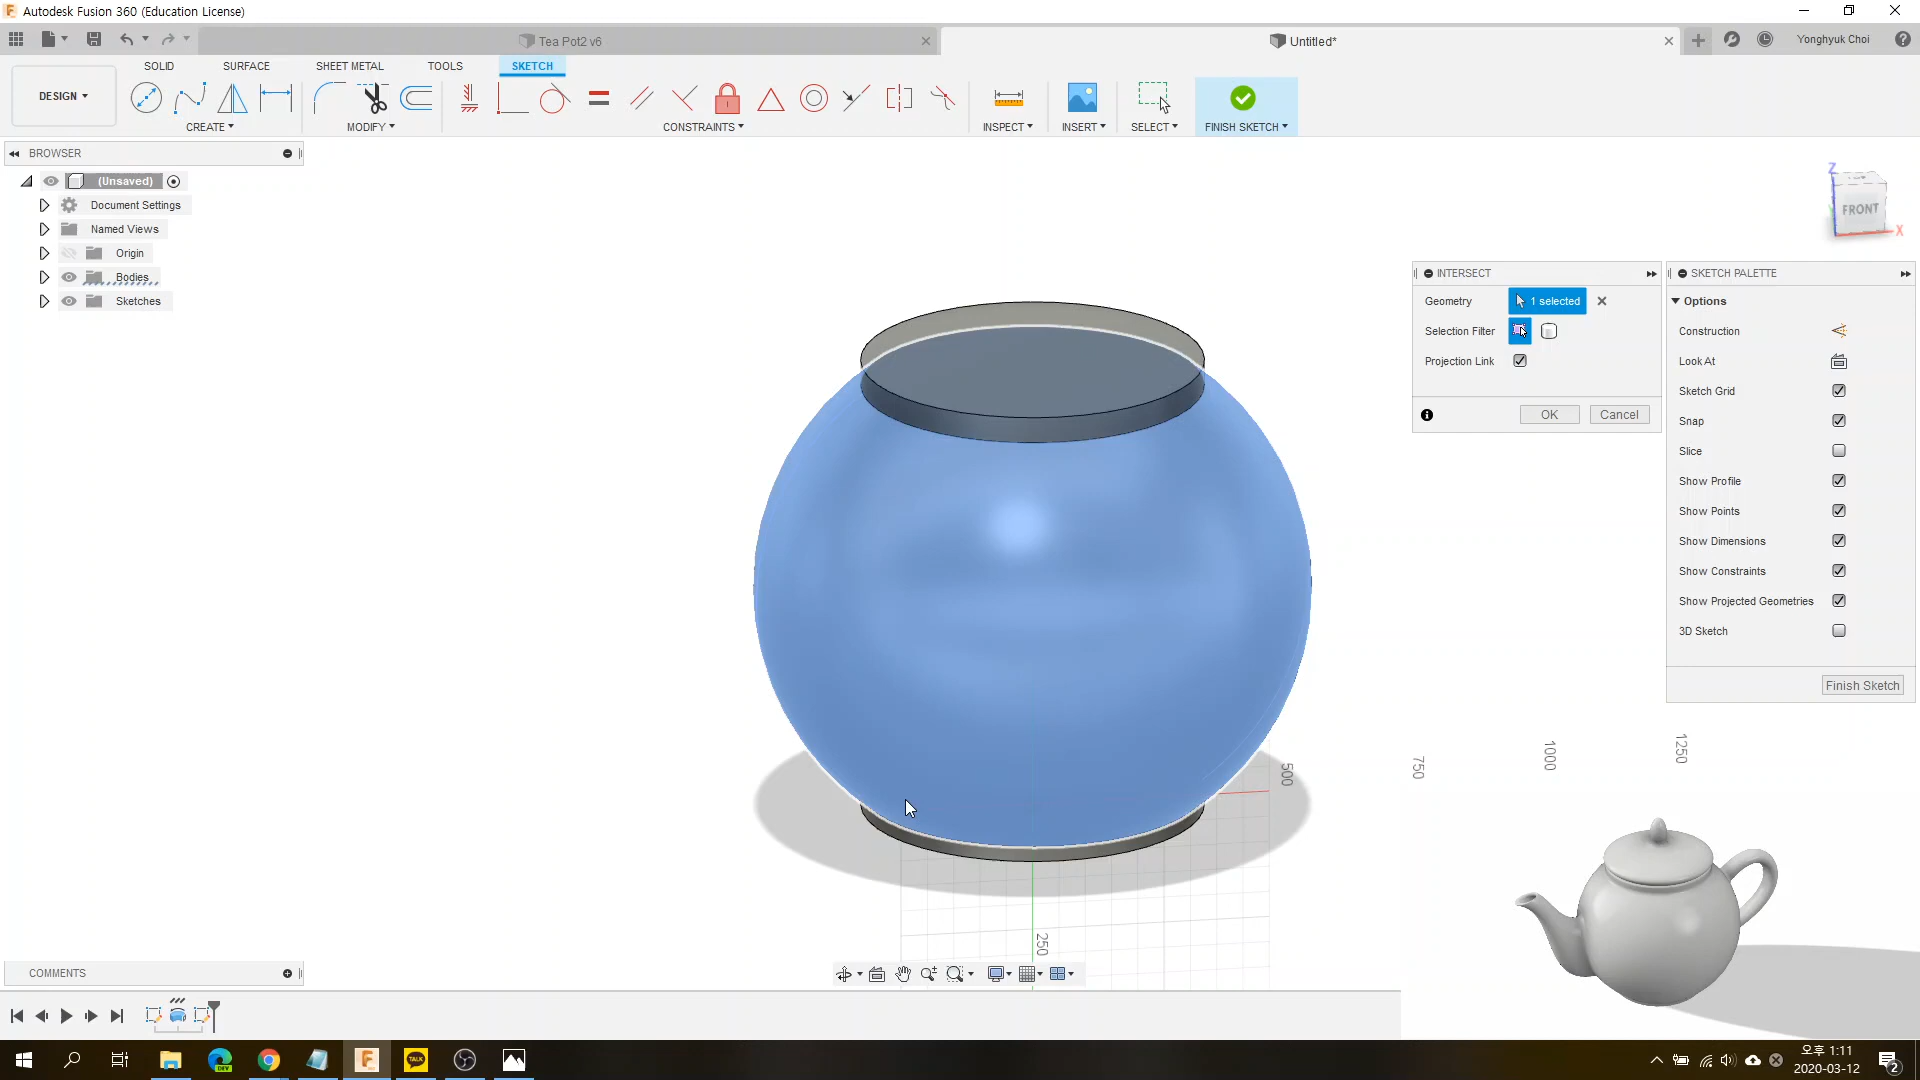 Autodesk Fusion 360 (Education License)
Tea Pot2 v6
Untitled*
Yonghyuk Choi
SOLID
SURFACE
SHEET METAL
TOOLS
SKETCH
DESIGN
CREATE
MODIFY
CONSTRAINTS
INSPECT
INSERT
SELECT
FINISH SKETCH
BROWSER
(Unsaved)
Document Settings
Named Views
Origin
Bodies
Sketches
Z
FRONT
X
INTERSECT
Geometry
1 selected
Selection Filter
Projection Link
OK
Cancel
SKETCH PALETTE
Options
Construction
Look At
Sketch Grid
Snap
Slice
Show Profile
Show Points
Show Dimensions
Show Constraints
Show Projected Geometries
3D Sketch
Finish Sketch
500
750
1000
1250
250
COMMENTS
DEV
TALK
오후 1:11
2020-03-12
2